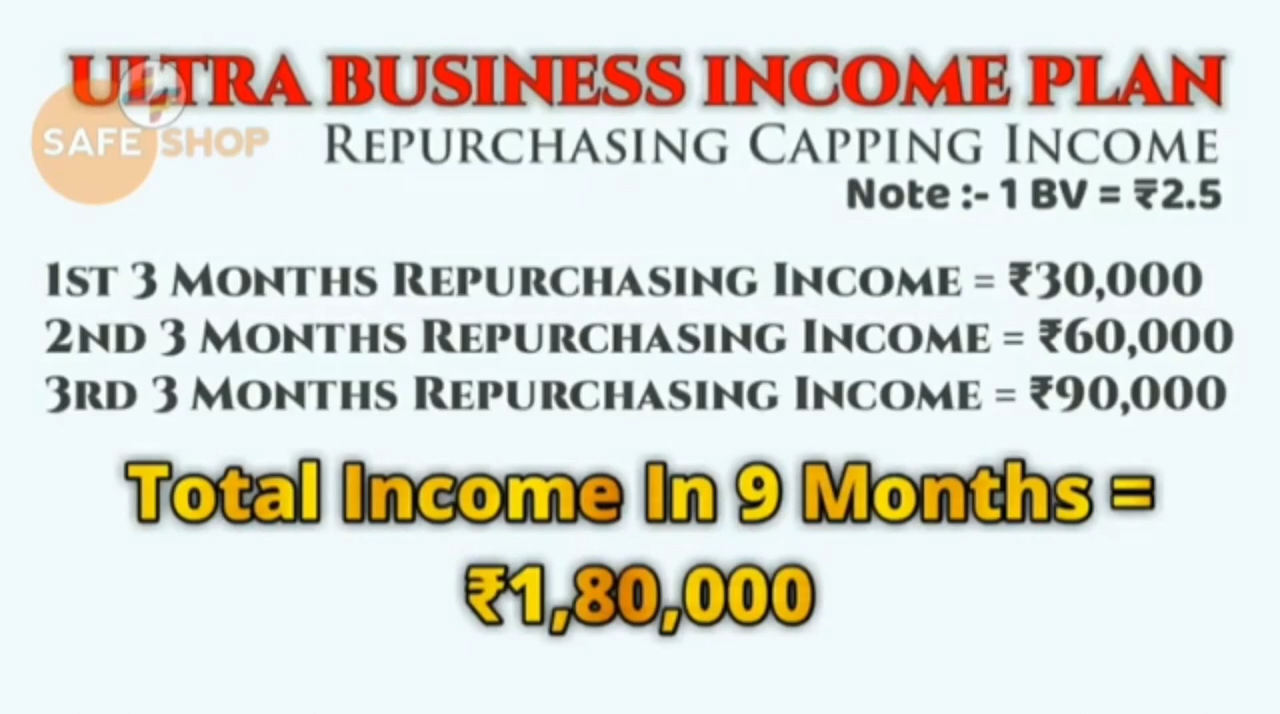 ULTRA BUSINESS INCOME PLAN
SAFE SHOP
REPURCHASING CAPPING INCOME
Note :- 1 BV = ₹2.5
1ST 3 MONTHS REPURCHASING INCOME = ₹30,000
2ND 3 MONTHS REPURCHASING INCOME = ₹60,000
3RD 3 MONTHS REPURCHASING INCOME = ₹90,000
Total Income In 9 Months =
₹1,80,000